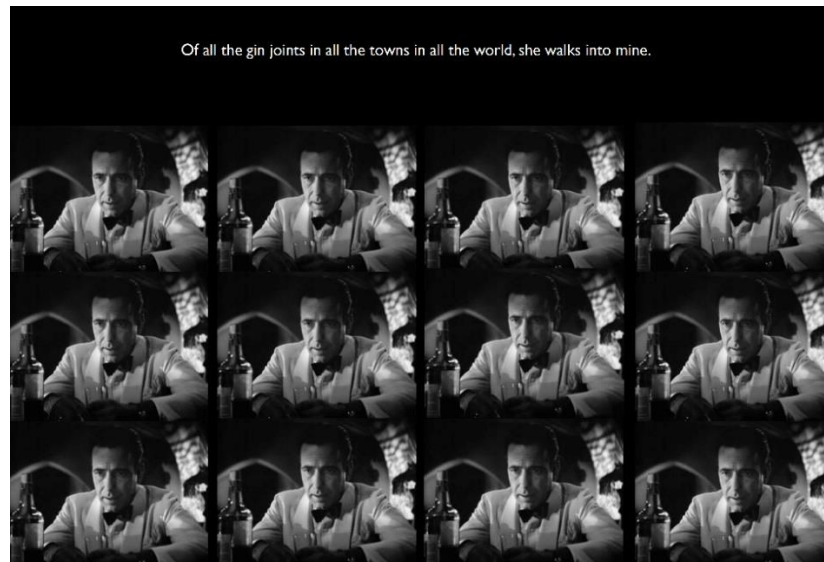 Of all the gin joints in all the towns in all the world, she walks into mine.